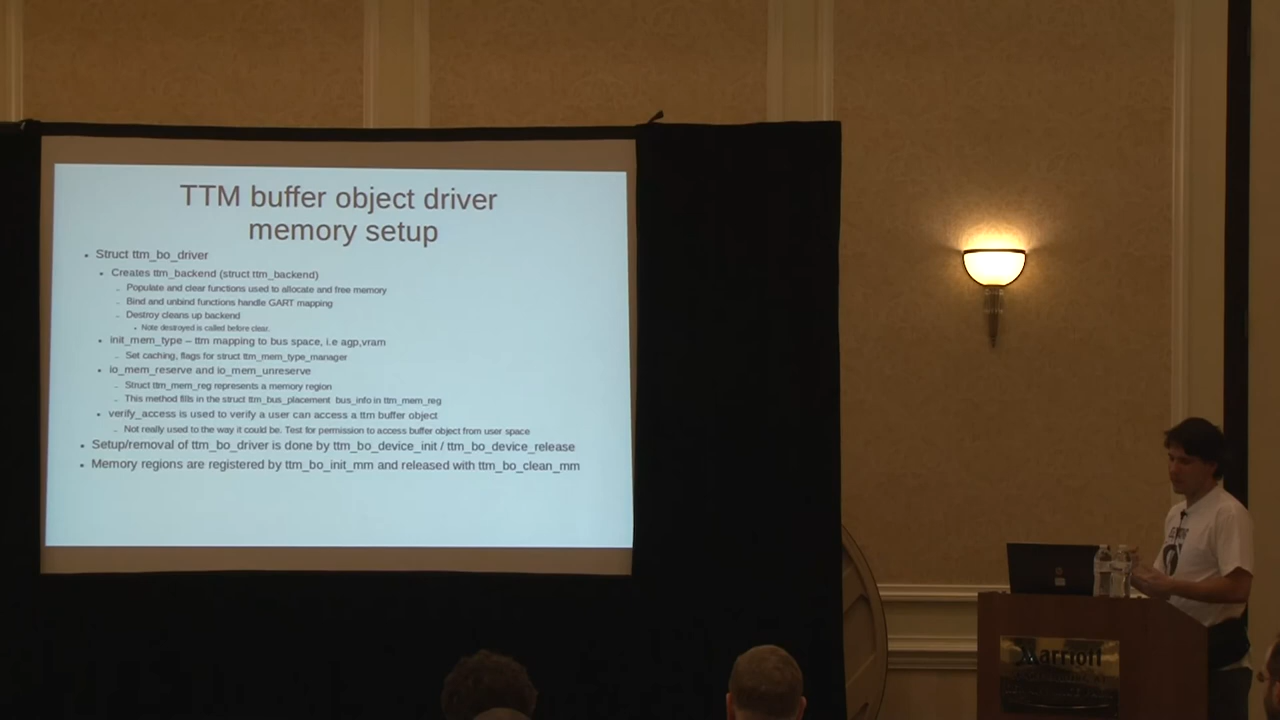 TTM buffer object driver
memory setup
• Struct ttm_bo_driver
• Creates ttm_backend (struct ttm_backend)
– Populate and clear functions used to allocate and free memory
– Bind and unbind functions handle GART mapping
– Destroy cleans up backend
• Note destroyed is called before clear.
• init_mem_type – ttm mapping to bus space, i.e agp,vram
– Set caching, flags for struct ttm_mem_type_manager
• io_mem_reserve and io_mem_unreserve
– Struct ttm_mem_reg represents a memory region
– This method fills in the struct ttm_bus_placement bus_info in ttm_mem_reg
• verify_access is used to verify a user can access a ttm buffer object
– Not really used to the way it could be. Test for permission to access buffer object from user space
• Setup/removal of ttm_bo_driver is done by ttm_bo_device_init / ttm_bo_device_release
• Memory regions are registered by ttm_bo_init_mm and released with ttm_bo_clean_mm
Marriott